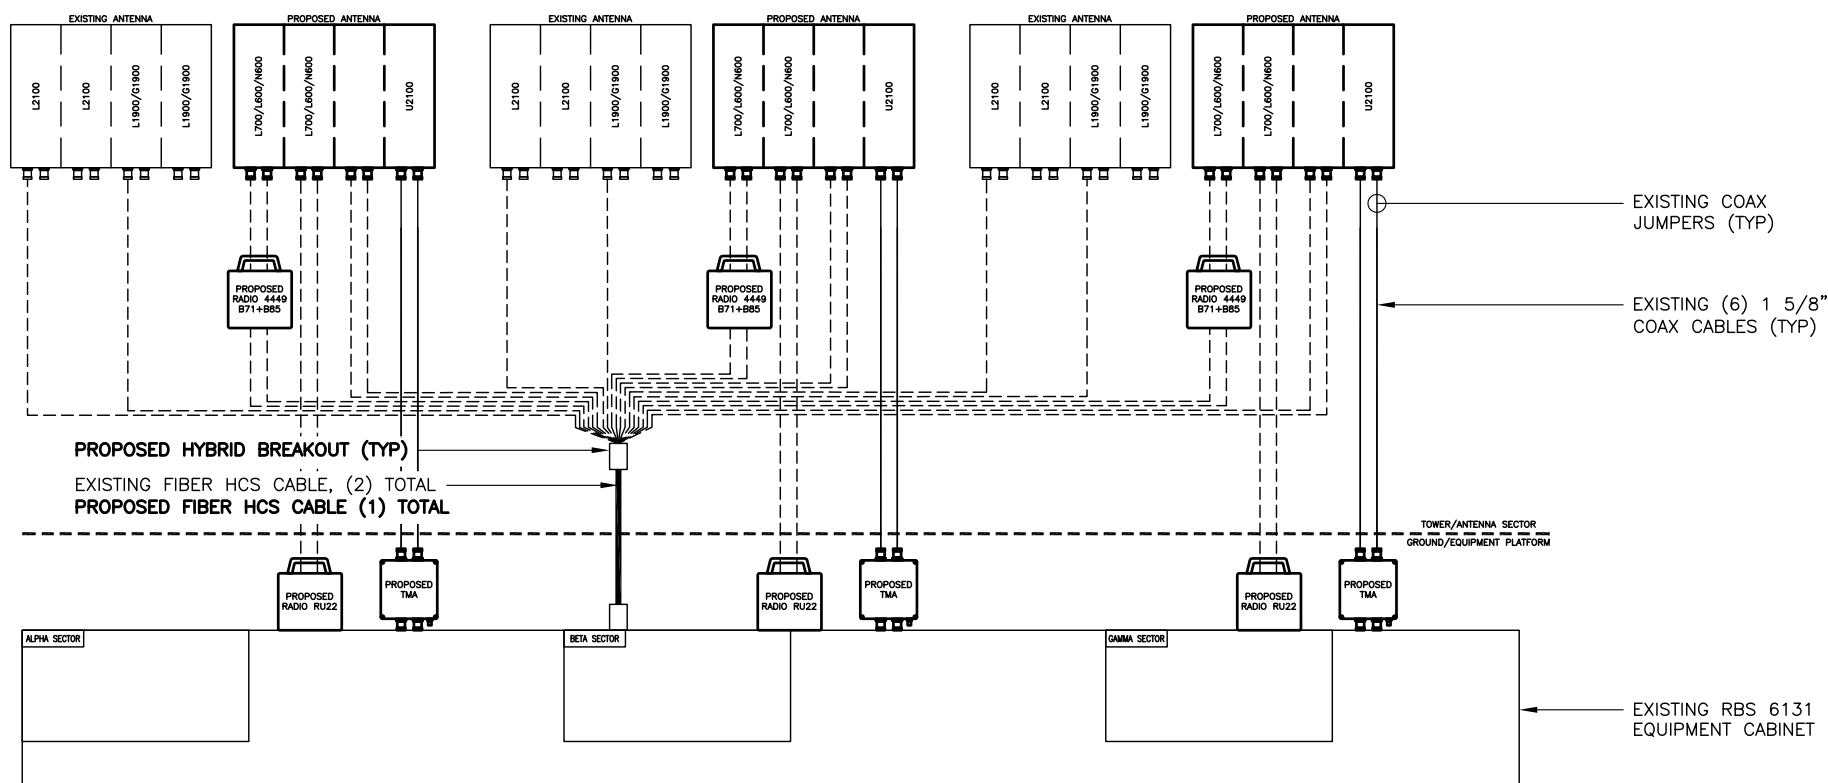 EXISTING ANTENNA
PROPOSED ANTENNA
EXISTING ANTENNA
PROPOSED ANTENNA
EXISTING ANTENNA
PROPOSED ANTENNA
L2100
L2100
L1900/G1900
L1900/G1900
L700/L600/N600
L700/L600/N600
U2100
L2100
L2100
L1900/G1900
L1900/G1900
L700/L600/N600
L700/L600/N600
U2100
L2100
L2100
L1900/G1900
L1900/G1900
L700/L600/N600
L700/L600/N600
U2100
EXISTING COAX
JUMPERS (TYP)
PROPOSED
RADIO 4449
B71+B85
PROPOSED
RADIO 4449
B71+B85
PROPOSED
RADIO 4449
B71+B85
EXISTING (6) 1 5/8"
COAX CABLES (TYP)
PROPOSED HYBRID BREAKOUT (TYP)
EXISTING FIBER HCS CABLE, (2) TOTAL
PROPOSED FIBER HCS CABLE (1) TOTAL
TOWER/ANTENNA SECTOR
GROUND/EQUIPMENT PLATFORM
PROPOSED
RADIO RU22
PROPOSED
TMA
PROPOSED
RADIO RU22
PROPOSED
TMA
PROPOSED
RADIO RU22
PROPOSED
TMA
ALPHA SECTOR
BETA SECTOR
GAMMA SECTOR
EXISTING RBS 6131
EQUIPMENT CABINET